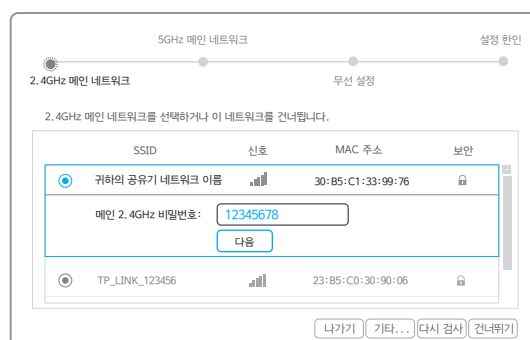 5GHz 메인 네트워크 설정 한인
2.4GHz 메인 네트워크 무선 설정
2.4GHz 메인 네트워크를 선택하거나 이 네트워크를 건너띕니다.
SSID 신호 MAC 주소 보안
귀하의 공유기 네트워크 이름 30:B5:C1:33:99:76
메인 2.4GHz 비밀번호: 12345678
다음
TP_LINK_123456 23:B5:C0:30:90:06
나가기 기타... 다시 검사 건너뛰기